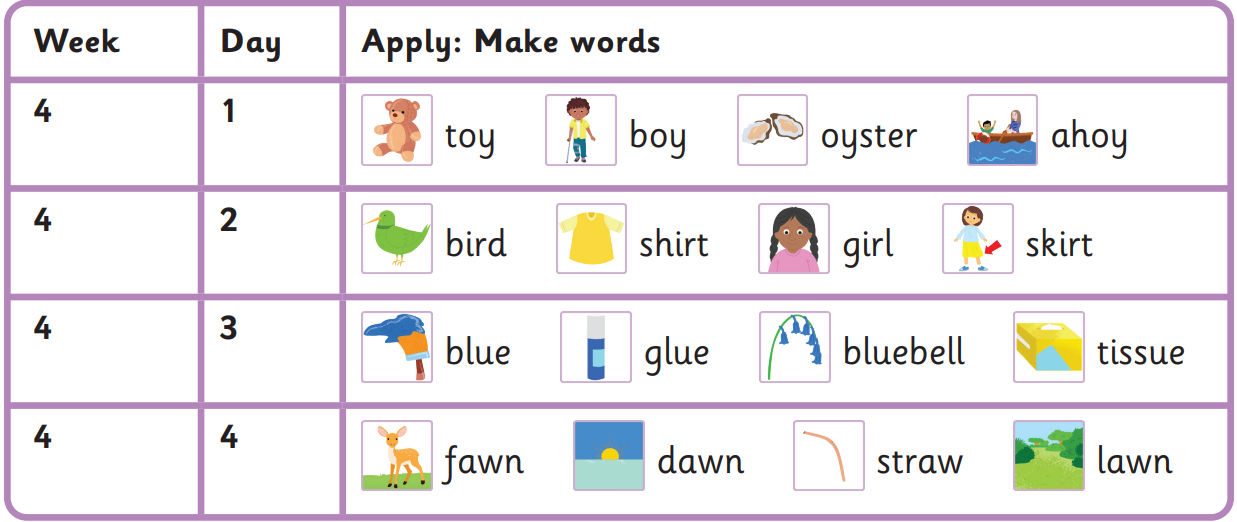 Week Day Apply: Make words
4 1 toy boy oyster ahoy
4 2 bird shirt girl skirt
4 3 blue glue bluebell tissue
4 4 fawn dawn straw lawn